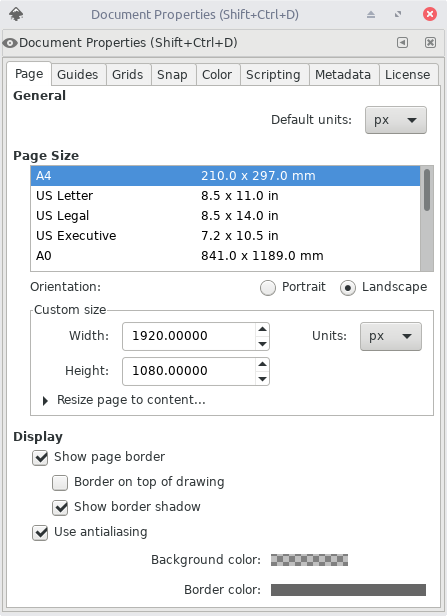 Document Properties (Shift+Ctrl+D)
Document Properties (Shift+Ctrl+D)
Page Guides Grids Snap Color Scripting Metadata License
General
Default units: px
Page Size
A4 210.0 x 297.0 mm
US Letter 8.5 x 11.0 in
US Legal 8.5 x 14.0 in
US Executive 7.2 x 10.5 in
A0 841.0 x 1189.0 mm
Orientation: Portrait Landscape
Custom size
Width: 1920.00000 Units: px
Height: 1080.00000
Resize page to content...
Display
Show page border
Border on top of drawing
Show border shadow
Use antialiasing
Background color:
Border color: